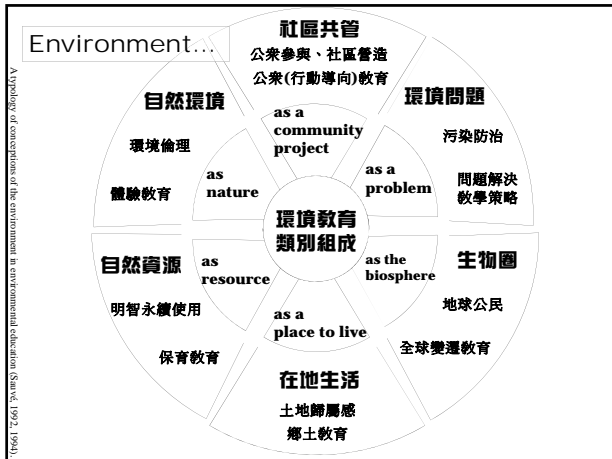 Environment...
社區共管
公衆參與、社區營造
公衆(行動導向)教育
as a
community
project
環境問題
污染防治
問題解決
教學策略
as a
problem
生物圈
地球公民
全球變遷教育
as the
biosphere
在地生活
土地歸屬感
鄉土教育
as a
place to live
自然資源
明智永續使用
保育教育
as
resource
自然環境
環境倫理
體驗教育
as
nature
環境教育
類別組成
A typology of conceptions of the environment in environmental education (Sauvé, 1992, 1994).